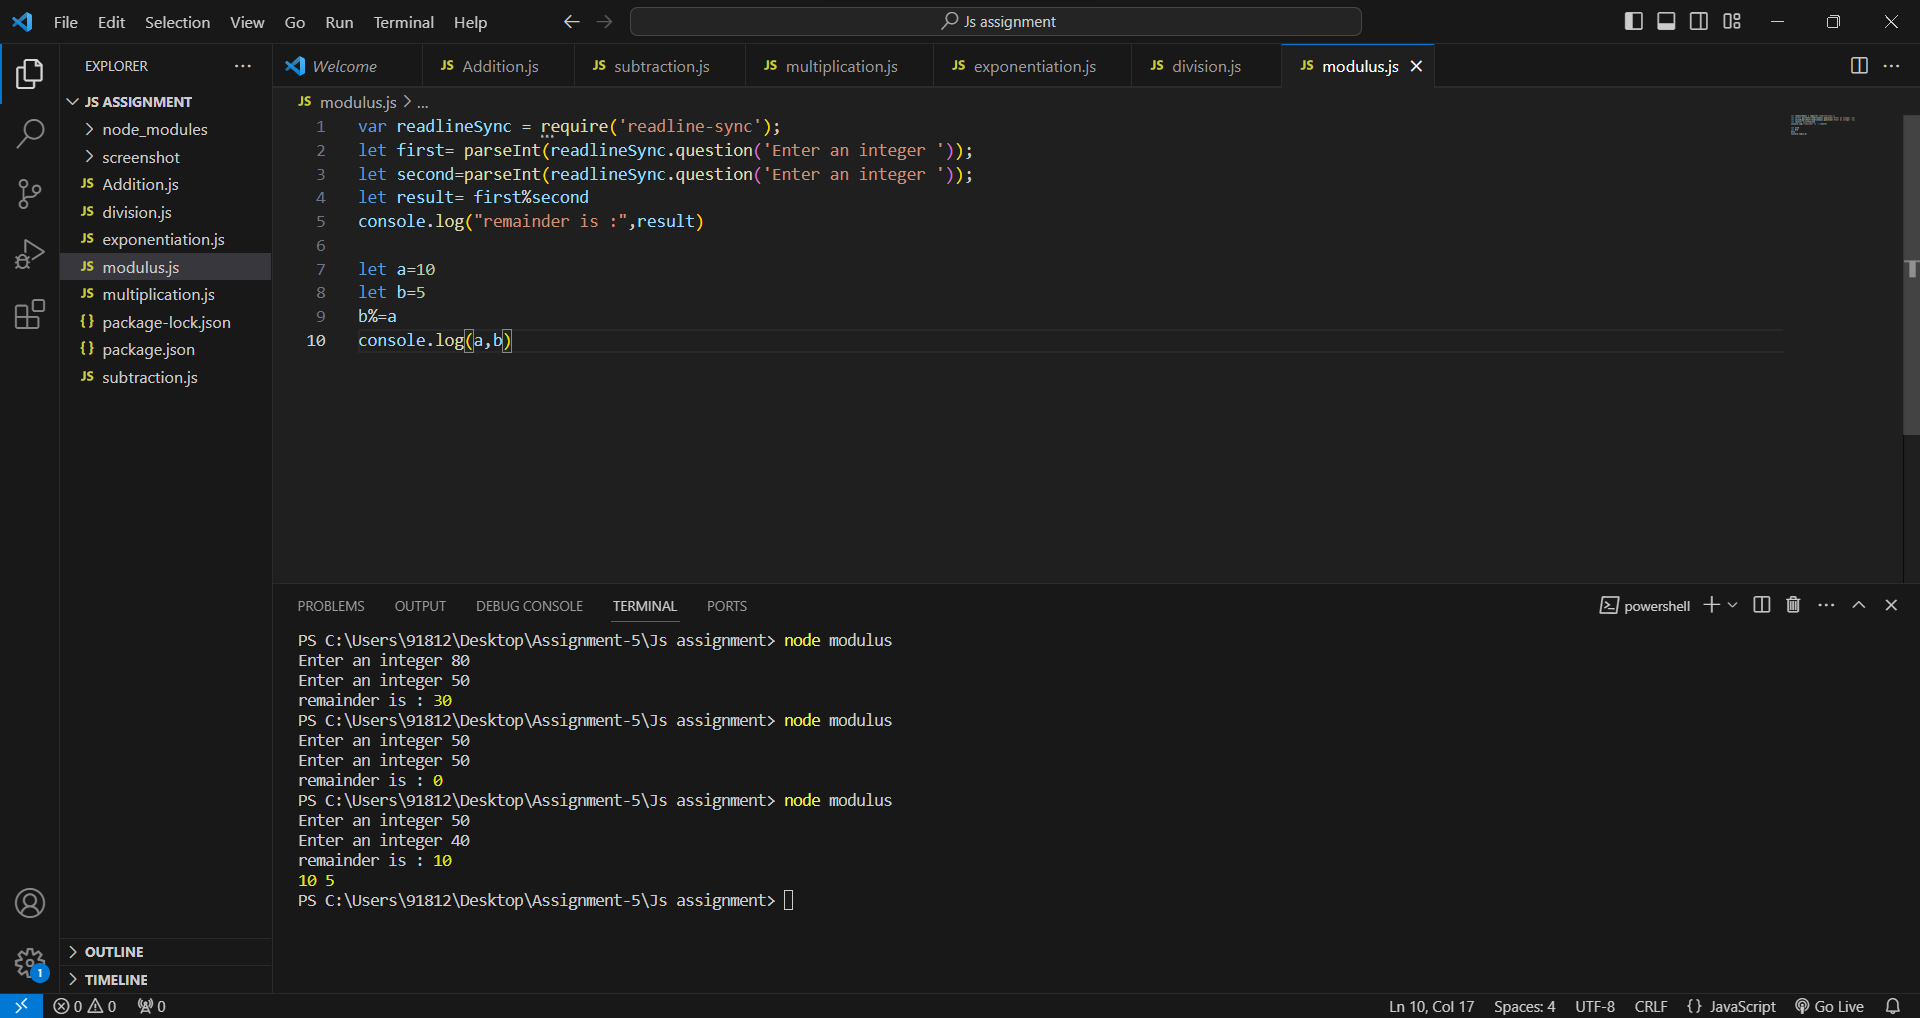 File Edit Selection View Go Run Terminal Help
Js assignment
EXPLORER
JS ASSIGNMENT
node_modules
screenshot
JS Addition.js
JS division.js
JS exponentiation.js
JS modulus.js
JS multiplication.js
{} package-lock.json
{} package.json
JS subtraction.js
OUTLINE
TIMELINE
Welcome JS Addition.js JS subtraction.js JS multiplication.js JS exponentiation.js JS division.js JS modulus.js
JS modulus.js > ...
1 var readlineSync = require('readline-sync');
2 let first= parseInt(readlineSync.question('Enter an integer '));
3 let second=parseInt(readlineSync.question('Enter an integer '));
4 let result= first%second
5 console.log("remainder is :",result)
6
7 let a=10
8 let b=5
9 b%=a
10 console.log(a,b)
PROBLEMS OUTPUT DEBUG CONSOLE TERMINAL PORTS
powershell
PS C:\Users\91812\Desktop\Assignment-5\Js assignment> node modulus
Enter an integer 80
Enter an integer 50
remainder is : 30
PS C:\Users\91812\Desktop\Assignment-5\Js assignment> node modulus
Enter an integer 50
Enter an integer 50
remainder is : 0
PS C:\Users\91812\Desktop\Assignment-5\Js assignment> node modulus
Enter an integer 50
Enter an integer 40
remainder is : 10
10 5
PS C:\Users\91812\Desktop\Assignment-5\Js assignment>
1
0 0 0
Ln 10, Col 17 Spaces: 4 UTF-8 CRLF {} JavaScript Go Live